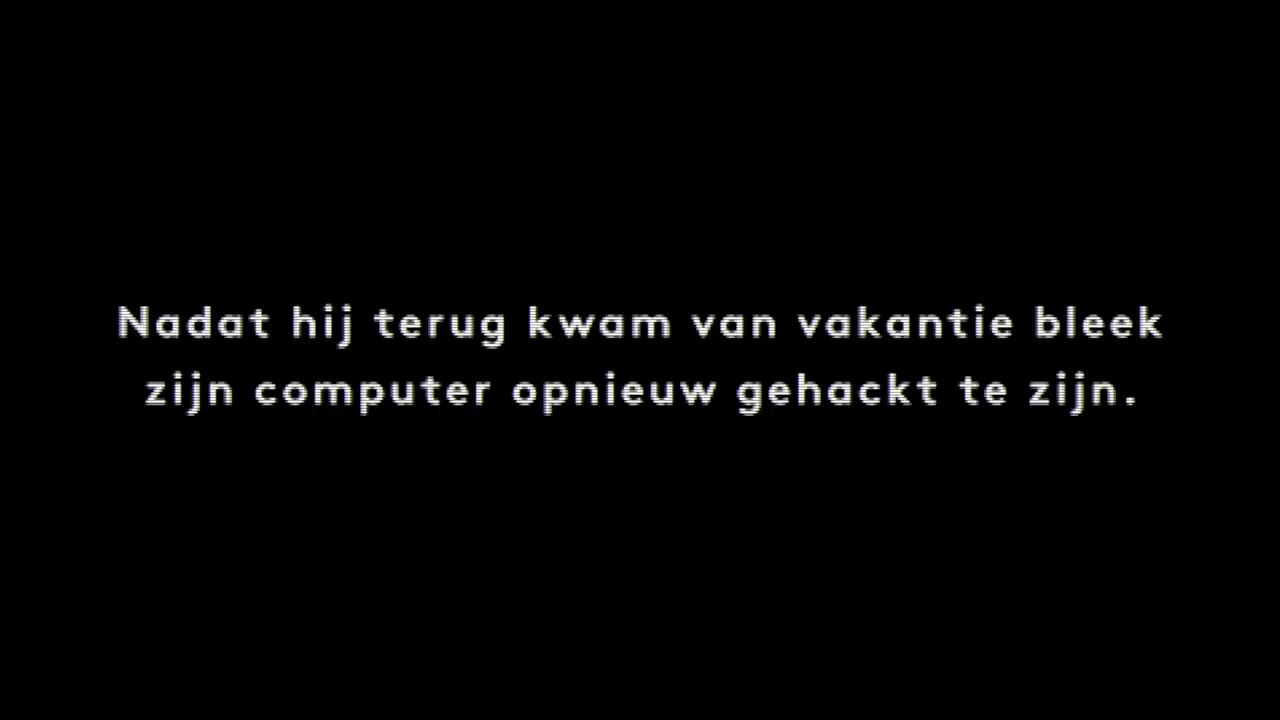 Nadat hij terug kwam van vakantie bleek
zijn computer opnieuw gehackt te zijn.